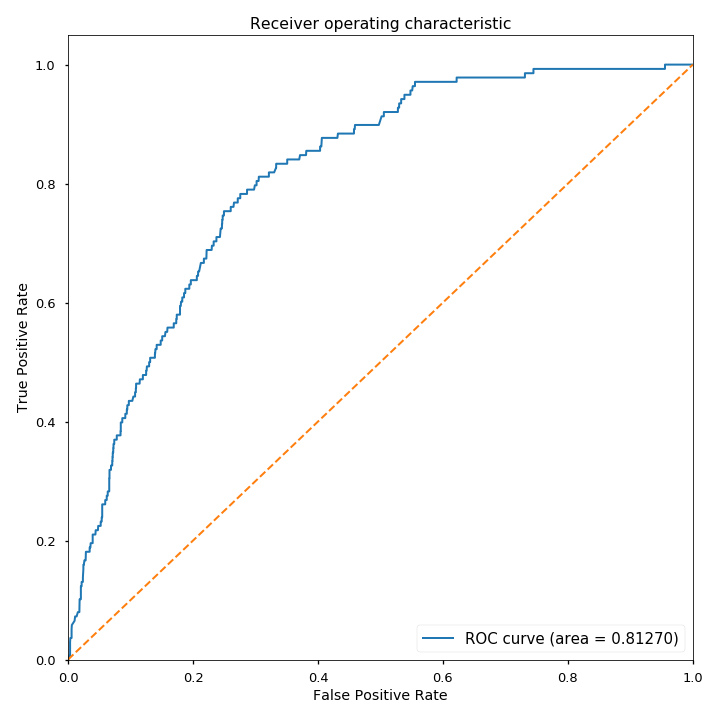 Receiver operating characteristic
1.0
0.8
0.6
0.4
0.2
0.0
True Positive Rate
ROC curve (area = 0.81270)
0.0 0.2 0.4 0.6 0.8 1.0
False Positive Rate